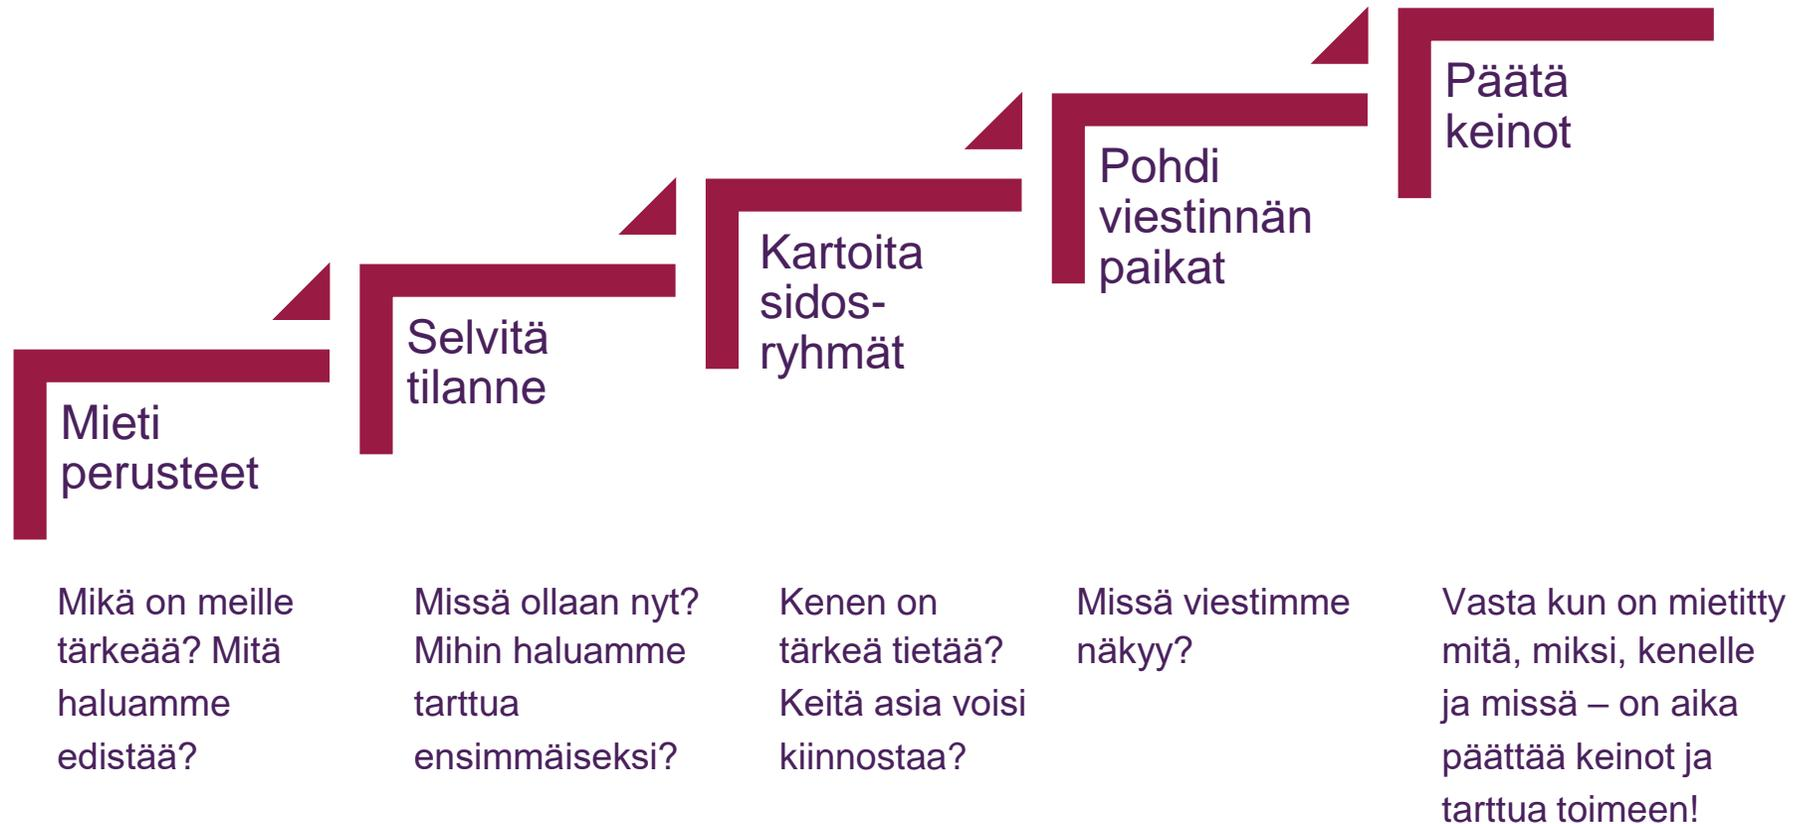 Mieti
perusteet
Selvitä
tilanne
Kartoita
sidos-
ryhmät
Pohdi
viestinnän
paikat
Päätä
keinot
Mikä on meille
tärkeää? Mitä
haluamme
edistää?
Missä ollaan nyt?
Mihin haluamme
tarttua
ensimmäiseksi?
Kenen on
tärkeä tietää?
Keitä asia voisi
kiinnostaa?
Missä viestimme
näkyy?
Vasta kun on mietitty
mitä, miksi, kenelle
ja missä – on aika
päättää keinot ja
tarttua toimeen!